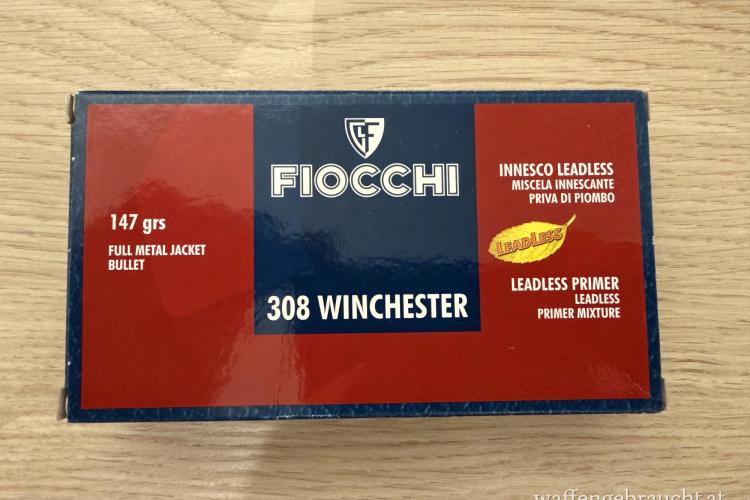 FIOCCHI
308 WINCHESTER
147 grs
FULL METAL JACKET
BULLET
INNESCO LEADLESS
MISCELA INNESCANTE
PRIVA DI PIOMBO
LEADLESS
LEADLESS PRIMER
LEADLESS
PRIMER MIXTURE
waffengebraucht.at